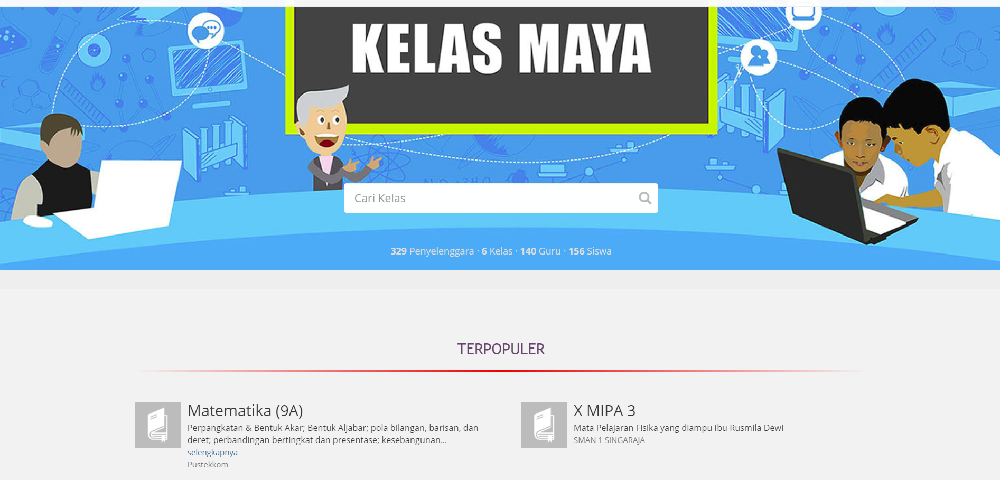 KELAS MAYA
Cari Kelas
329 Penyelenggara · 6 Kelas · 140 Guru · 156 Siswa
TERPOPULER
Matematika (9A)
Perpangkatan & Bentuk Akar; Bentuk Aljabar; pola bilangan, barisan, dan
deret; perbandingan bertingkat dan presentase; kesebangunan...
selengkapnya
Pustekkom
X MIPA 3
Mata Pelajaran Fisika yang diampu Ibu Rusmila Dewi
SMAN 1 SINGARAJA